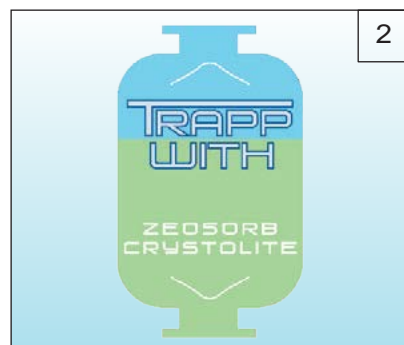 2
TRAPP
WITH
ZEOSORB
CRYSTOLITE